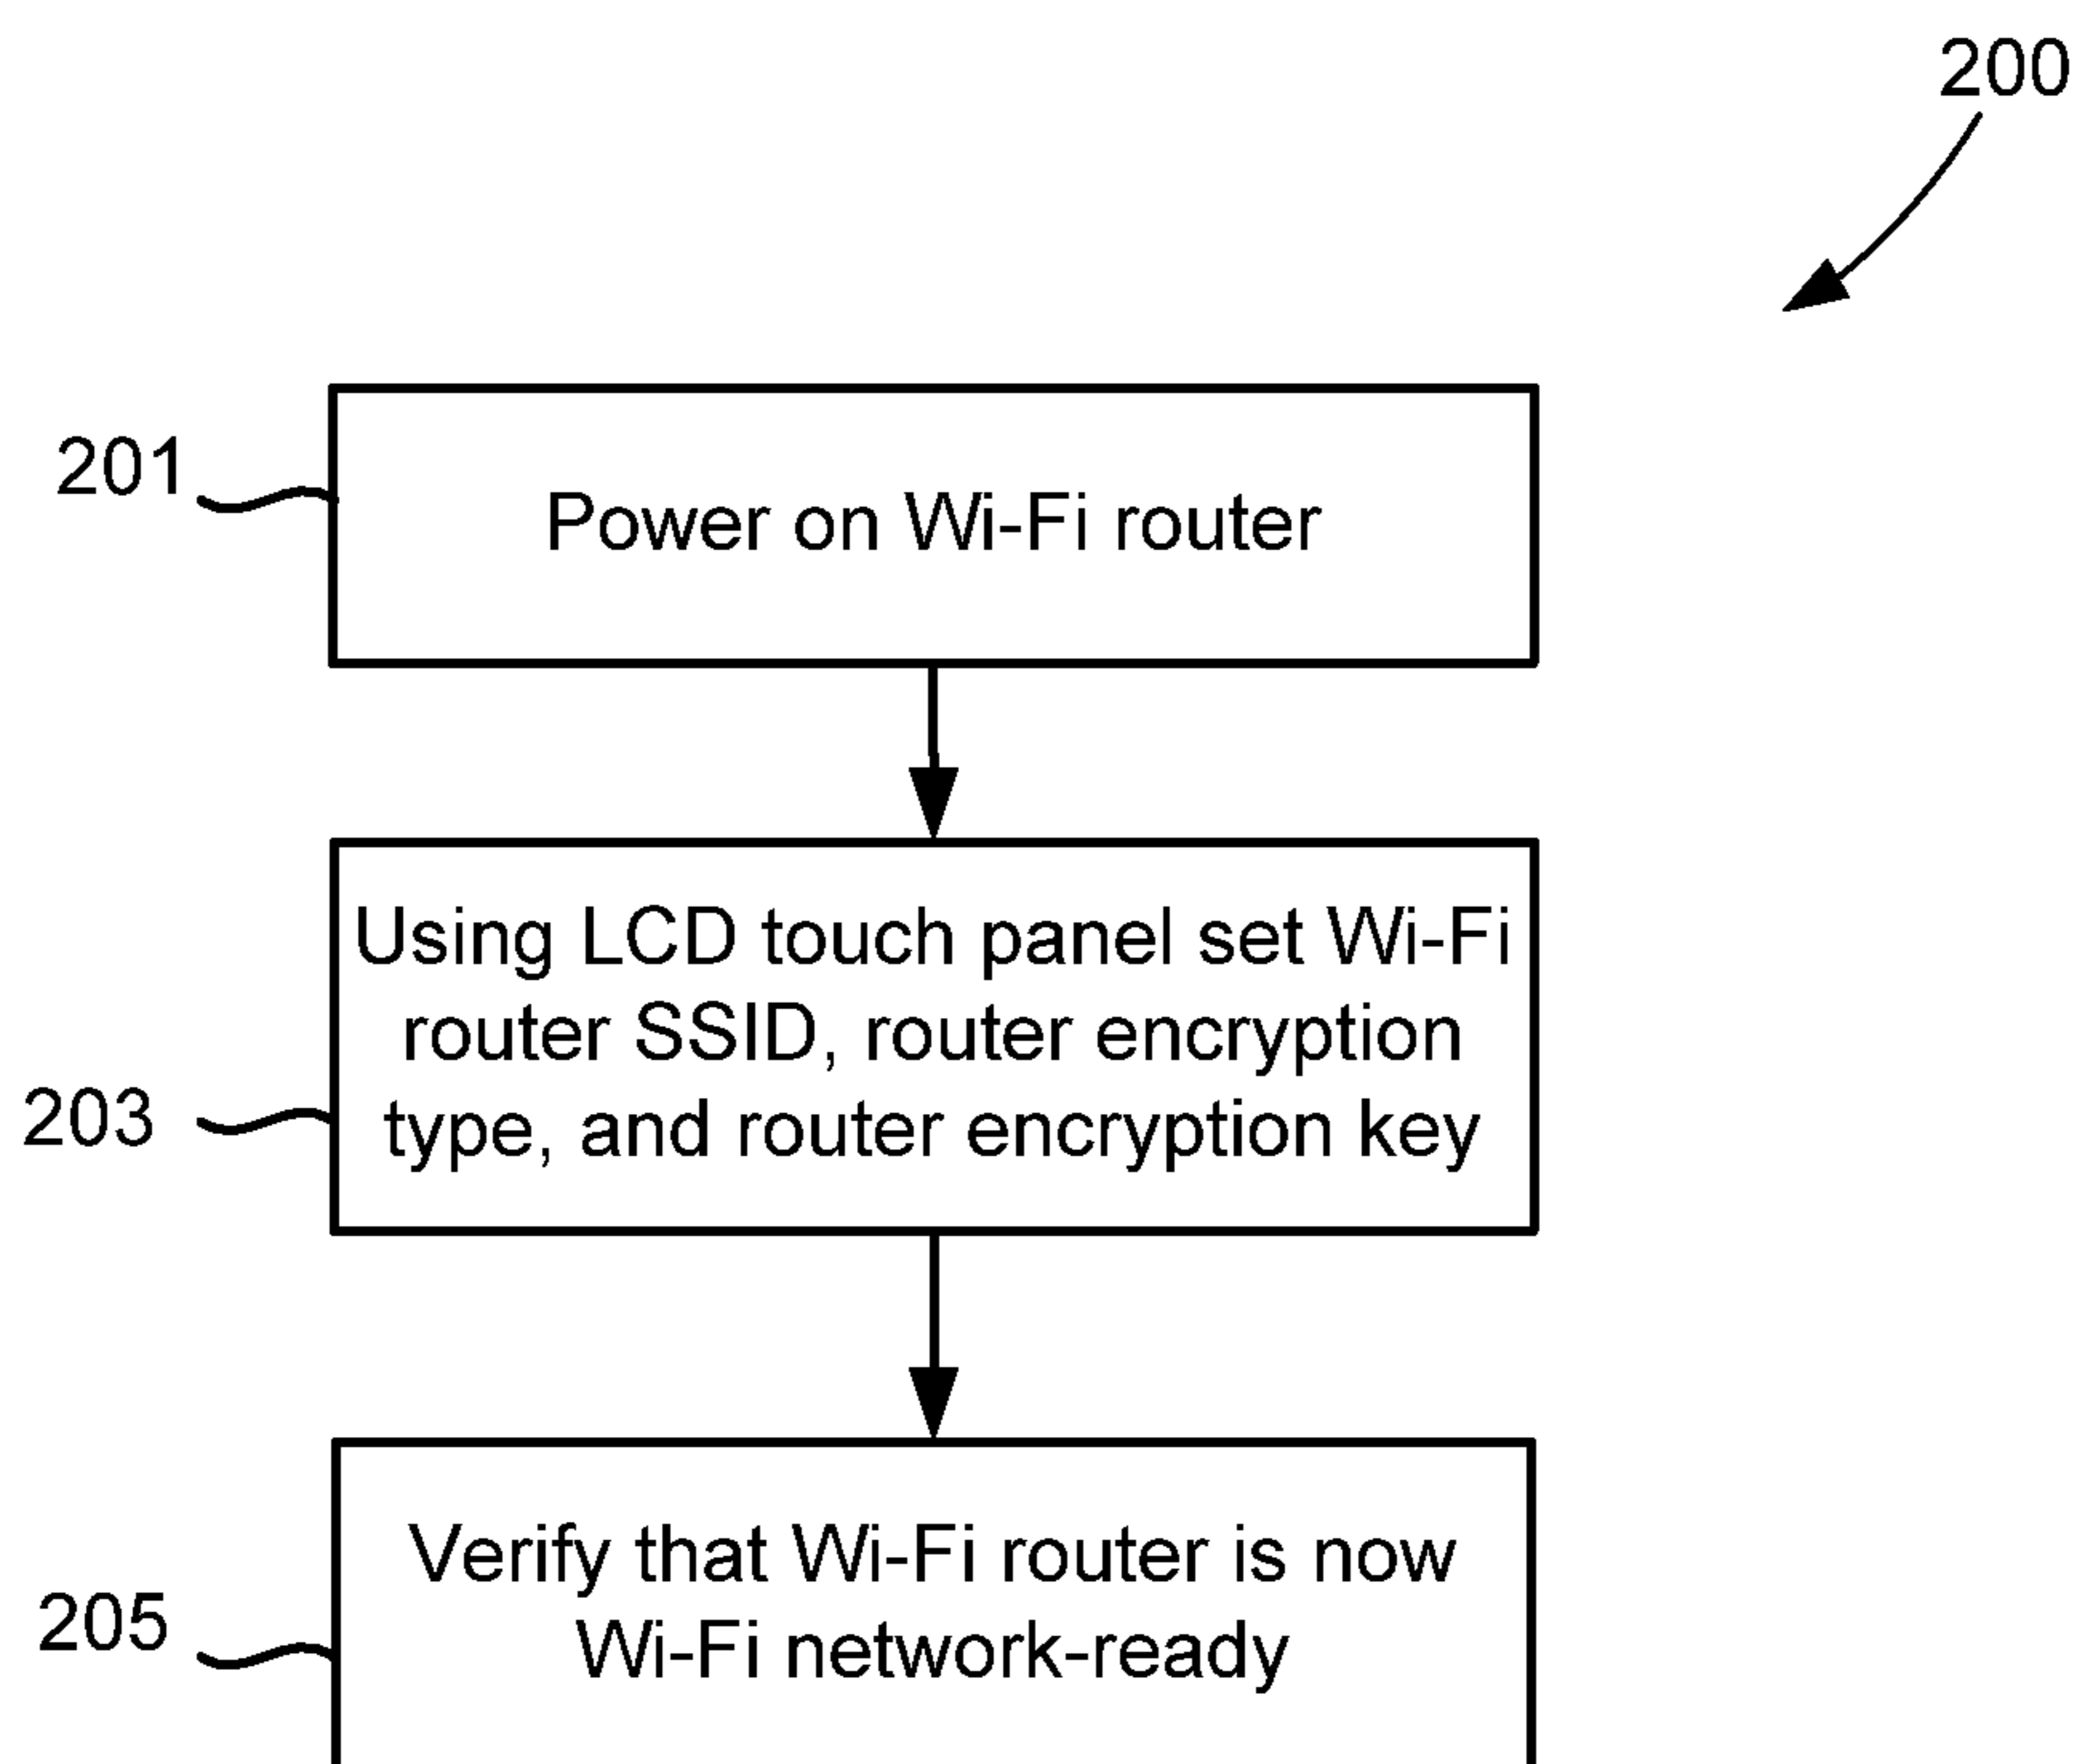 200
201
Power on Wi-Fi router
Using LCD touch panel set Wi-Fi
router SSID, router encryption
type, and router encryption key
203
Verify that Wi-Fi router is now
Wi-Fi network-ready
205